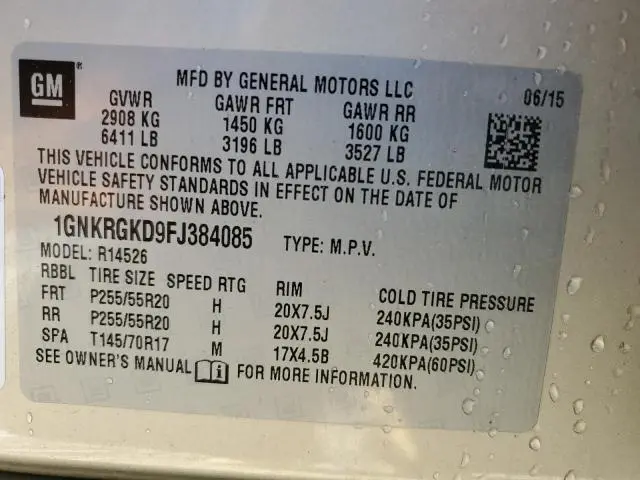 GM ®
MFD BY GENERAL MOTORS LLC 06/15
GVWR GAWR FRT GAWR RR
2908 KG 1450 KG 1600 KG
6411 LB 3196 LB 3527 LB
THIS VEHICLE CONFORMS TO ALL APPLICABLE U.S. FEDERAL MOTOR
VEHICLE SAFETY STANDARDS IN EFFECT ON THE DATE OF
MANUFACTURE SHOWN ABOVE.
1GNKRGKD9FJ384085 TYPE: M.P.V.
MODEL: R14526
RBBL TIRE SIZE SPEED RTG RIM COLD TIRE PRESSURE
FRT P255/55R20 H 20X7.5J 240KPA(35PSI)
RR P255/55R20 H 20X7.5J 240KPA(35PSI)
SPA T145/70R17 M 17X4.5B 420KPA(60PSI)
SEE OWNER'S MANUAL FOR MORE INFORMATION.